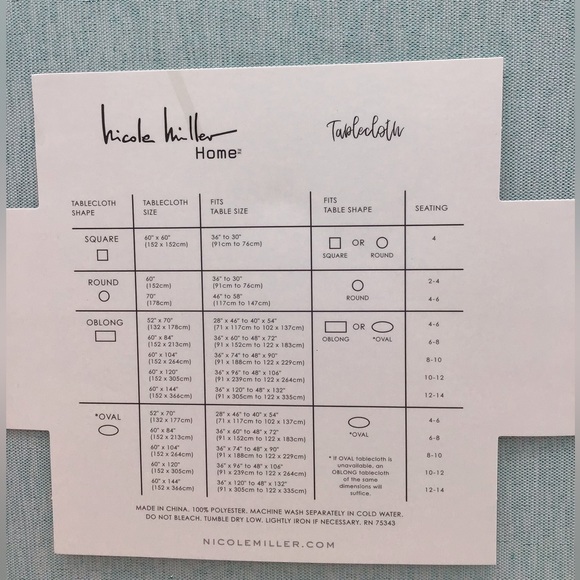 nicole miller
Home™
Tablecloth
TABLECLOTH SHAPE TABLECLOTH SIZE FITS TABLE SIZE FITS TABLE SHAPE SEATING
SQUARE 60" x 60" 36" to 30" OR 4
(152 x 152cm) (91cm to 76cm) SQUARE ROUND
ROUND 60" 36" to 30" 2-4
(152cm) (91cm to 76cm)
70" 46" to 58" ROUND 4-6
(178cm) (117cm to 147cm)
OBLONG 52" x 70" 28" x 46" to 40" x 54" OR 4-6
(132 x 178cm) (71 x 117cm to 102 x 137cm)
60" x 84" 36" x 60" to 48" x 72" OBLONG *OVAL 6-8
(152 x 213cm) (91 x 152cm to 122 x 183cm)
60" x 104" 36" x 74" to 48" x 90" 8-10
(152 x 264cm) (91 x 188cm to 122 x 229cm)
60" x 120" 36" x 96" to 48" x 106" 10-12
(152 x 305cm) (91 x 239cm to 122 x 264cm)
60" x 144" 36" x 120" to 48" x 132" 12-14
(152 x 366cm) (91 x 305cm to 122 x 335cm)
*OVAL 52" x 70" 28" x 46" to 40" x 54" 4-6
(132 x 177cm) (71 x 117cm to 102 x 137cm)
60" x 84" 36" x 60" to 48" x 72" *OVAL 6-8
(152 x 213cm) (91 x 152cm to 122 x 183cm)
60" x 104" 36" x 74" to 48" x 90" * IF OVAL tablecloth is 8-10
(152 x 264cm) (91 x 188cm to 122 x 229cm) unavailable, an
60" x 120" 36" x 96" to 48" x 106" OBLONG tablecloth 10-12
(152 x 305cm) (91 x 239cm to 122 x 264cm) of the same
60" x 144" 36" x 120" to 48" x 132" dimensions will 12-14
(152 x 366cm) (91 x 305cm to 122 x 335cm) suffice.
MADE IN CHINA. 100% POLYESTER. MACHINE WASH SEPARATELY IN COLD WATER.
DO NOT BLEACH. TUMBLE DRY LOW. LIGHTLY IRON IF NECESSARY. RN 75343
NICOLEMILLER.COM